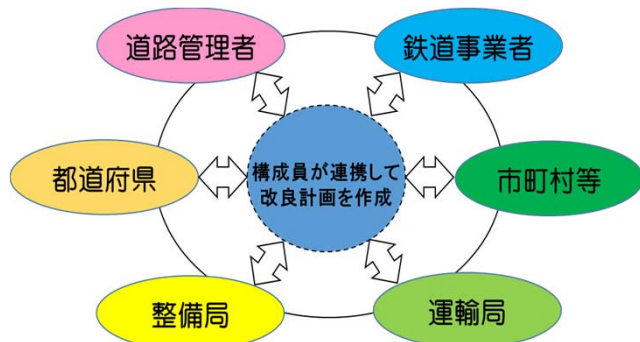 道路管理者
鉄道事業者
都道府県
構成員が連携して
改良計画を作成
市町村等
整備局
運輸局